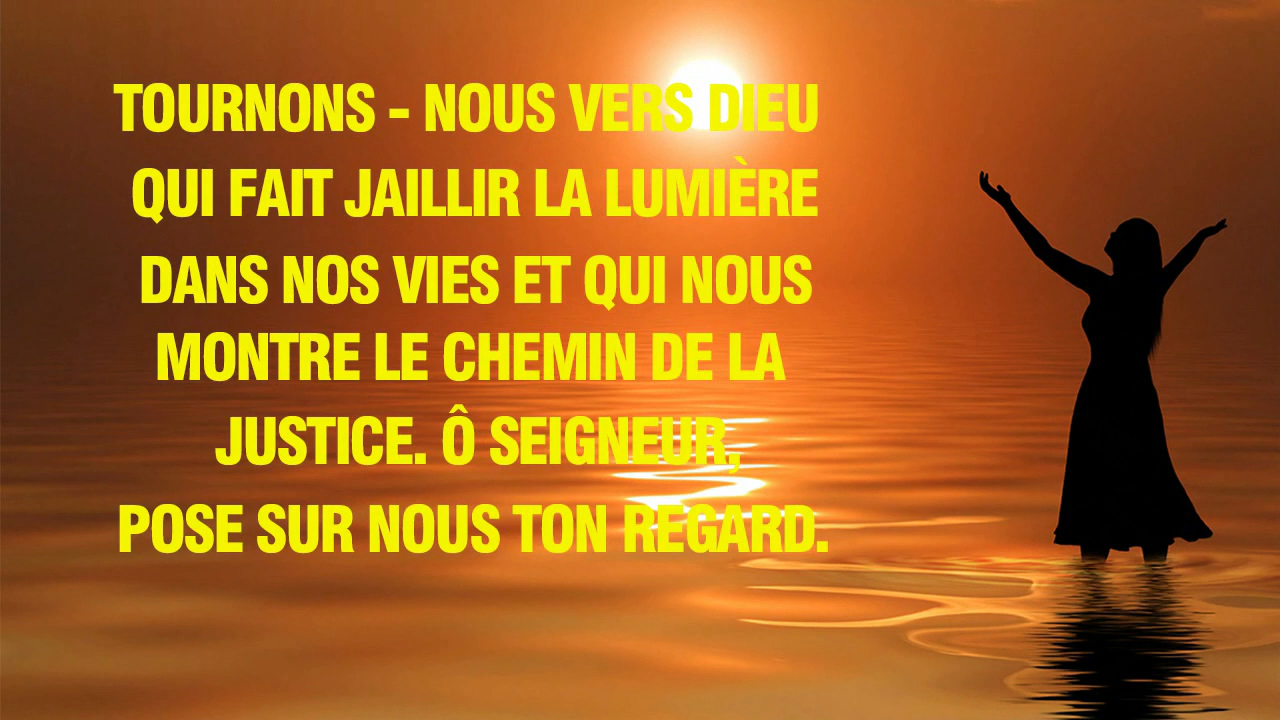 TOURNONS - NOUS VERS DIEU
QUI FAIT JAILLIR LA LUMIÈRE
DANS NOS VIES ET QUI NOUS
MONTRE LE CHEMIN DE LA
JUSTICE. Ô SEIGNEUR,
POSE SUR NOUS TON REGARD.